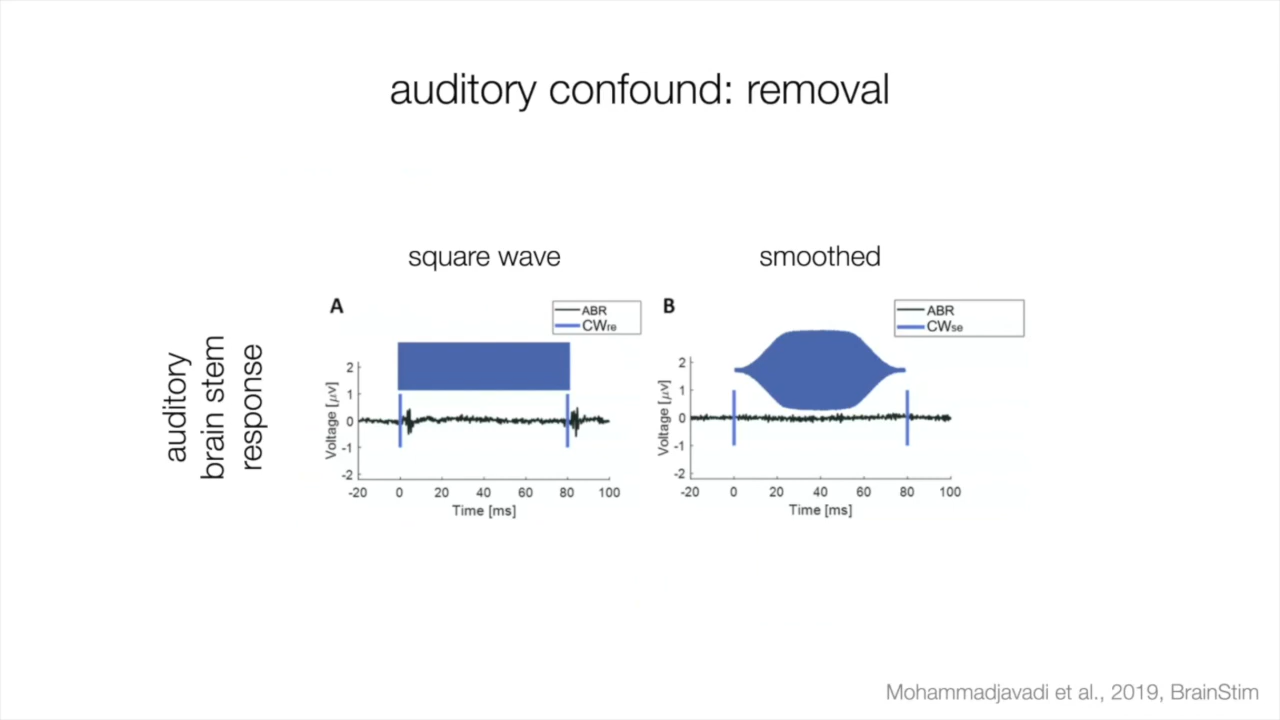 auditory confound: removal
square wave
smoothed
auditory
brain stem
response
A
ABR
CWre
2
1
0
-1
-2
Voltage [μv]
-20 0 20 40 60 80 100
Time [ms]
B
ABR
CWse
2
1
0
-1
-2
Voltage [μv]
-20 0 20 40 60 80 100
Time [ms]
Mohammadjavadi et al., 2019, BrainStim